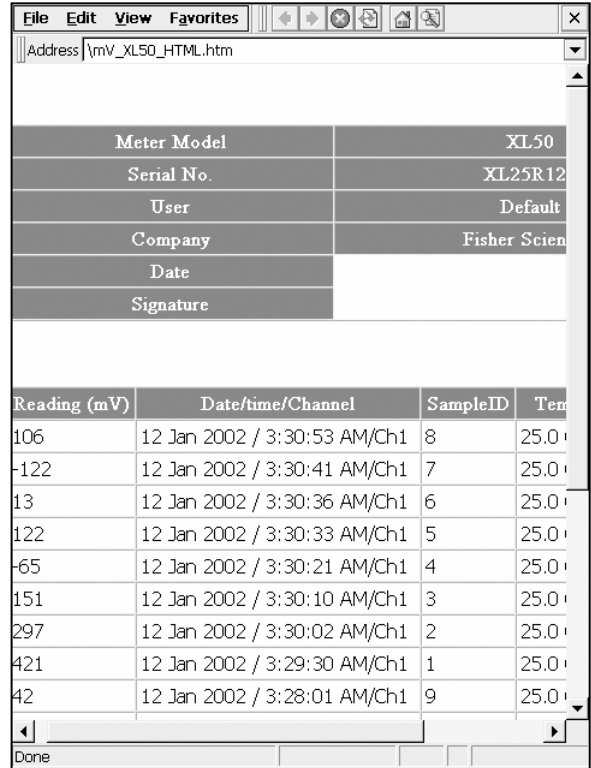 File Edit View Favorites
Address \mV_XL50_HTML.htm
Meter Model XL50
Serial No. XL25R12
User Default
Company Fisher Scien
Date
Signature
Reading (mV) Date/time/Channel SampleID Tem
106 12 Jan 2002 / 3:30:53 AM/Ch1 8 25.0
-122 12 Jan 2002 / 3:30:41 AM/Ch1 7 25.0
13 12 Jan 2002 / 3:30:36 AM/Ch1 6 25.0
122 12 Jan 2002 / 3:30:33 AM/Ch1 5 25.0
-65 12 Jan 2002 / 3:30:21 AM/Ch1 4 25.0
151 12 Jan 2002 / 3:30:10 AM/Ch1 3 25.0
297 12 Jan 2002 / 3:30:02 AM/Ch1 2 25.0
421 12 Jan 2002 / 3:29:30 AM/Ch1 1 25.0
42 12 Jan 2002 / 3:28:01 AM/Ch1 9 25.0
Done